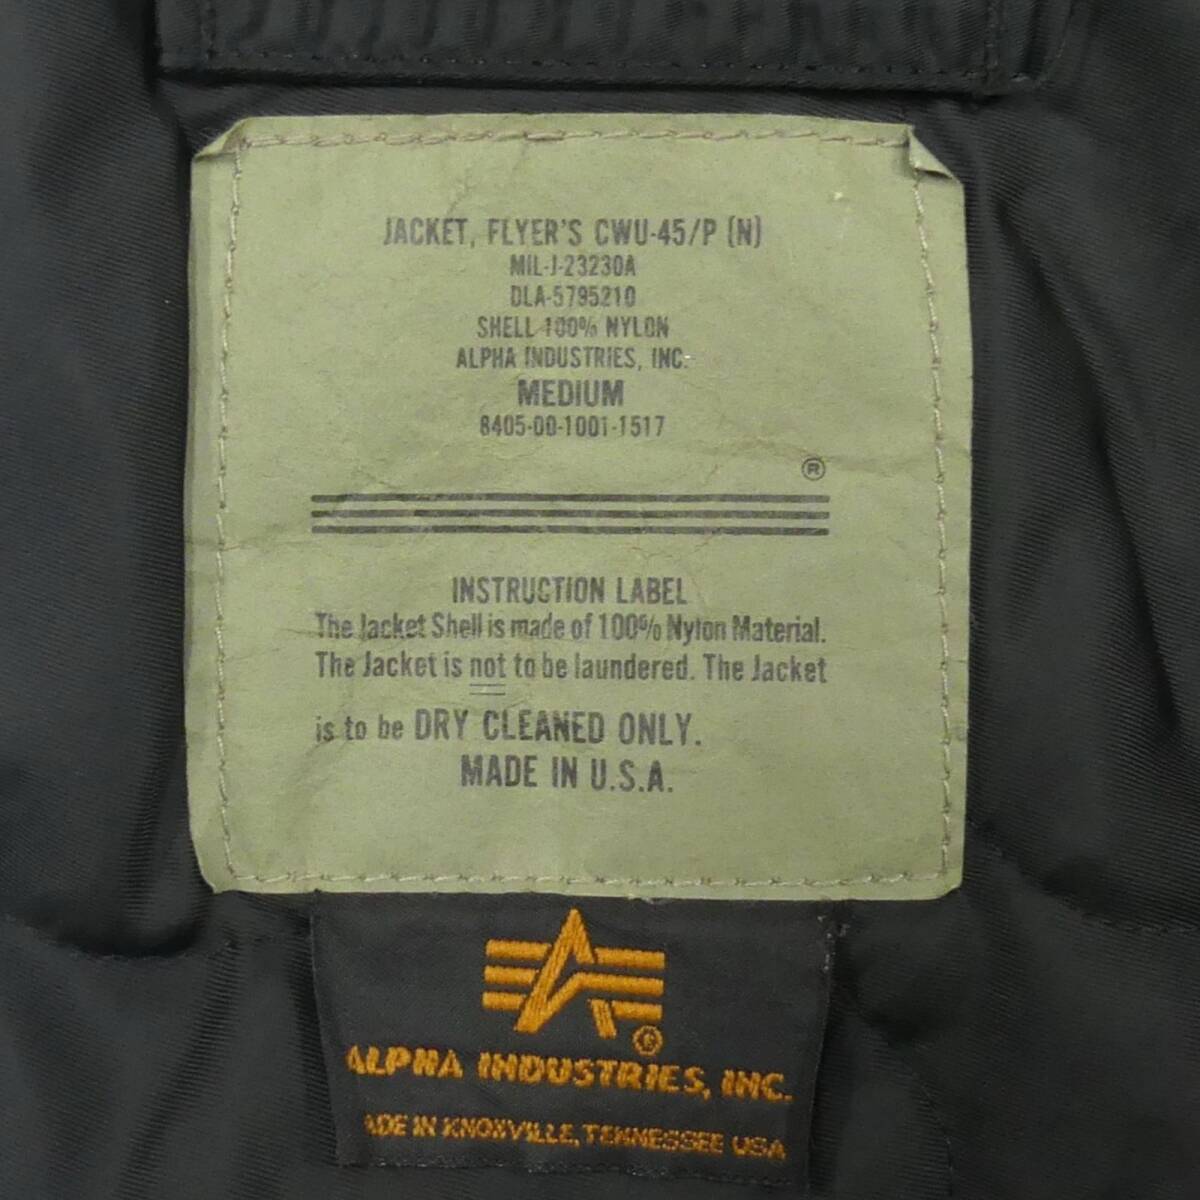 JACKET, FLYER'S CWU-45/P (N)
MIL-J-23230A
DLA-5795210
SHELL 100% NYLON
ALPHA INDUSTRIES, INC.
MEDIUM
8405-00-1001-1517
®
INSTRUCTION LABEL
The Jacket Shell is made of 100% Nylon Material.
The Jacket is not to be laundered. The Jacket
is to be DRY CLEANED ONLY.
MADE IN U.S.A.
®
ALPHA INDUSTRIES, INC.
MADE IN KNOXVILLE, TENNESSEE USA